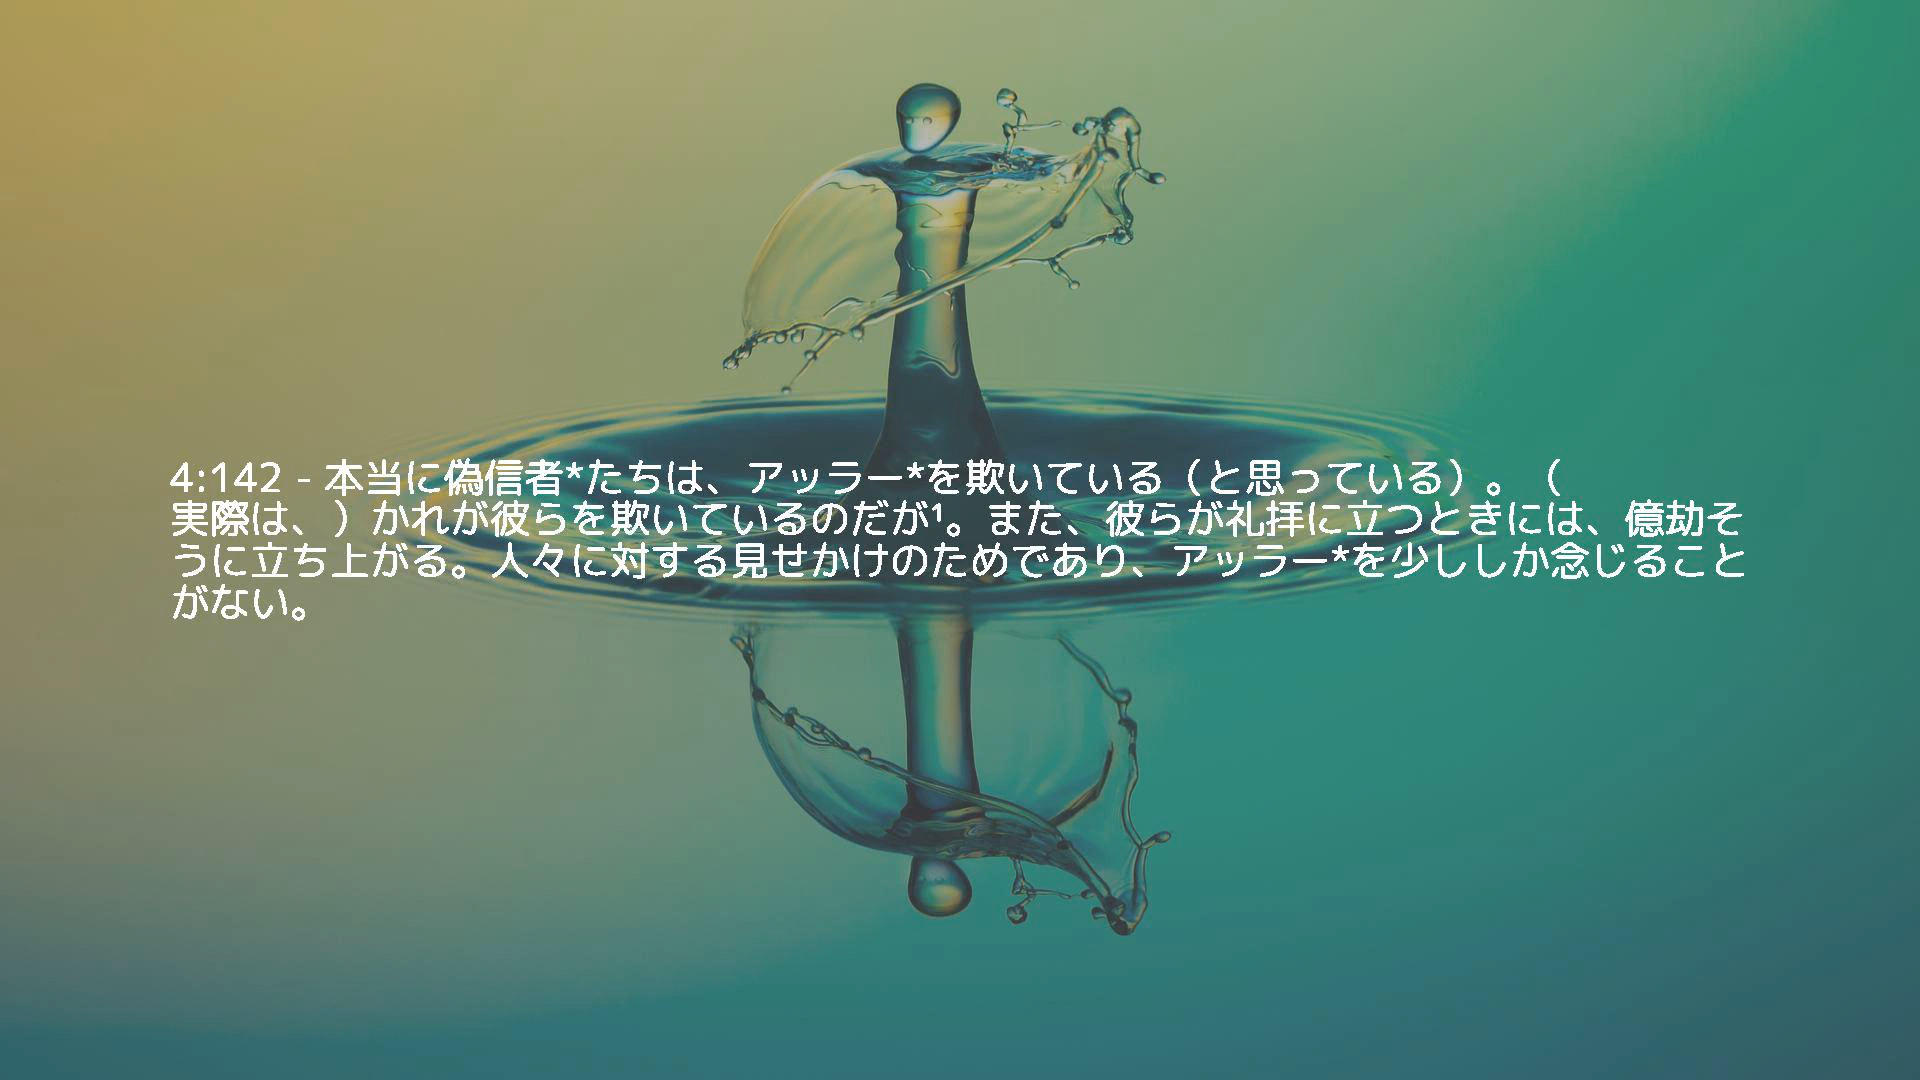 4:142 - 本当に偽信者*たちは、アッラー*を欺いている（と思っている）。（
実際は、）かれが彼らを欺いているのだが¹。また、彼らが礼拝に立つときには、億劫そ
うに立ち上がる。人々に対する見せかけのためであり、アッラー*を少ししか念じること
がない。